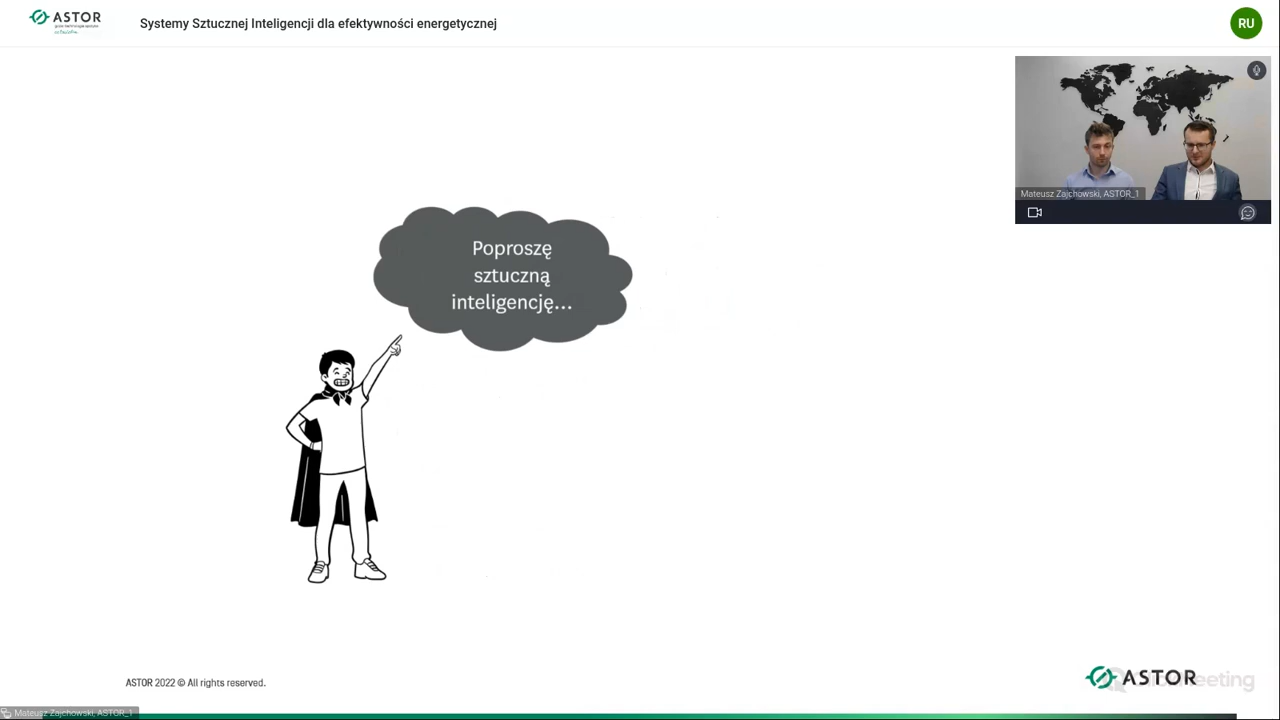 ASTOR
Systemy Sztucznej Inteligencji dla efektywności energetycznej
RU
Mateusz Zajchowski, ASTOR_1
Poproszę
sztuczną
inteligencję...
ASTOR 2022 © All rights reserved.
ASTOR
Mateusz Zajchowski, ASTOR_1